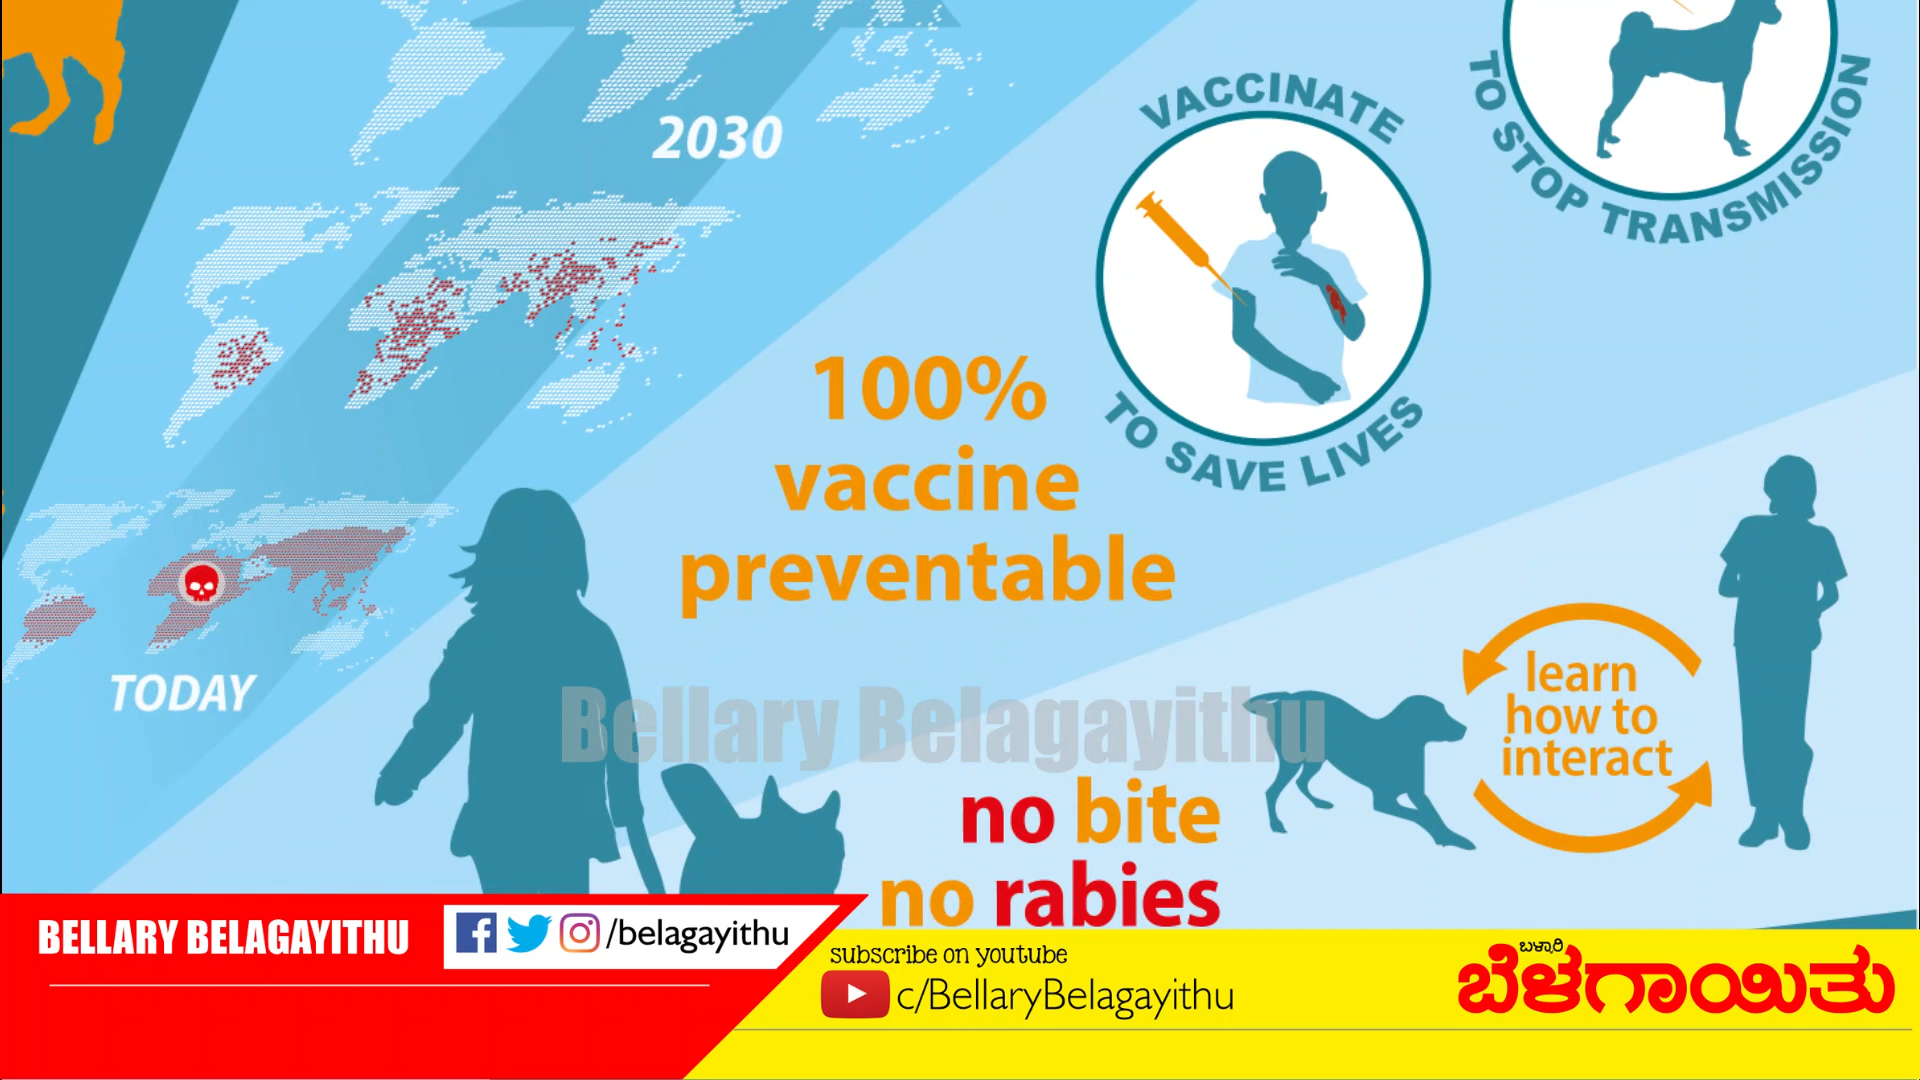 2030
VACCINATE
TO SAVE LIVES
TO STOP TRANSMISSION
100%
vaccine
preventable
TODAY
learn
how to
interact
Bellary Belagayithu
no bite
no rabies
BELLARY BELAGAYITHU
/belagayithu
subscribe on youtube
c/BellaryBelagayithu
ಬಳ್ಳಾರಿ
ಬೆಳಗಾಯಿತು